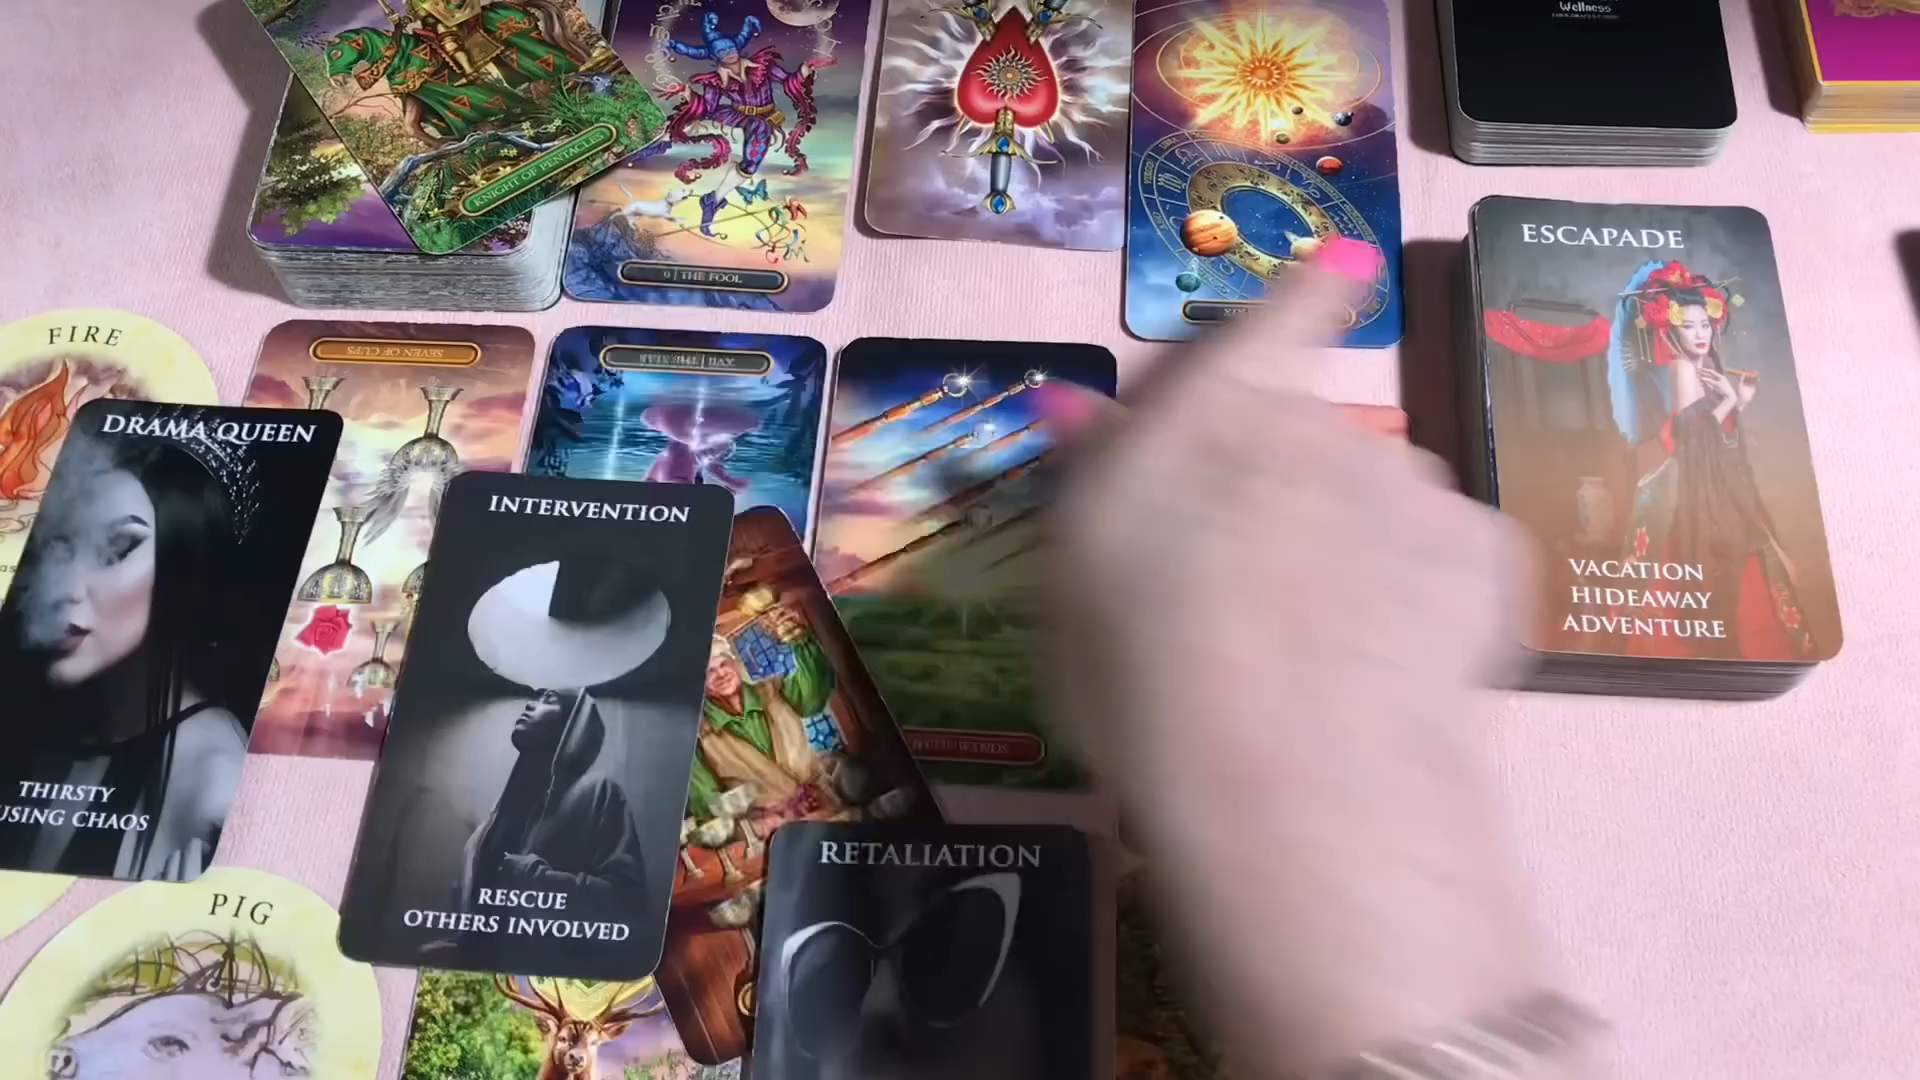 Wellness
KNIGHT OF PENTACLES
0 | THE FOOL
ESCAPADE
VACATION
HIDEAWAY
ADVENTURE
FIRE
SEVEN OF CUPS
XVII | THE STAR
DRAMA QUEEN
THIRSTY
USING CHAOS
INTERVENTION
RESCUE
OTHERS INVOLVED
WANDS
RETALIATION
PIG